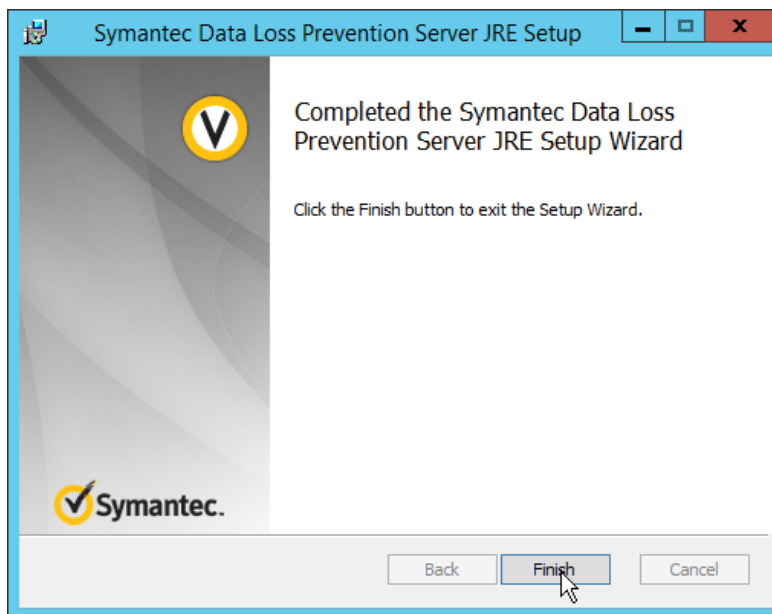 Symantec Data Loss Prevention Server JRE Setup
Completed the Symantec Data Loss
Prevention Server JRE Setup Wizard
Click the Finish button to exit the Setup Wizard.
Symantec.
Back
Finish
Cancel